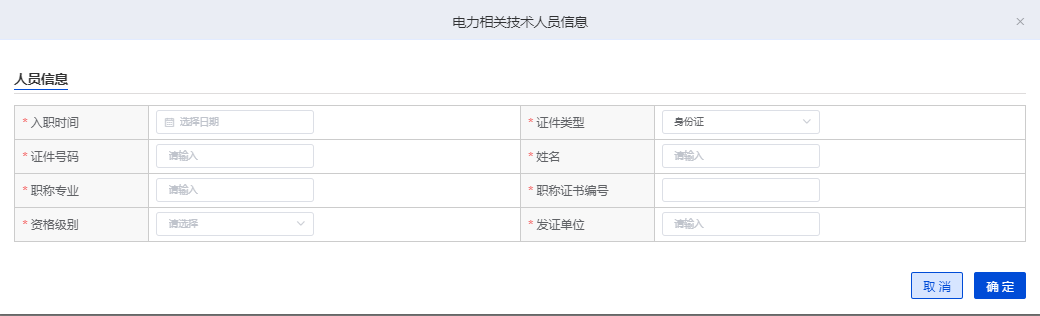 电力相关技术人员信息
人员信息
* 入职时间 选择日期 * 证件类型 身份证
* 证件号码 请输入 * 姓名 请输入
* 职称专业 请输入 * 职称证书编号
* 资格级别 请选择 * 发证单位 请输入
取消 确定